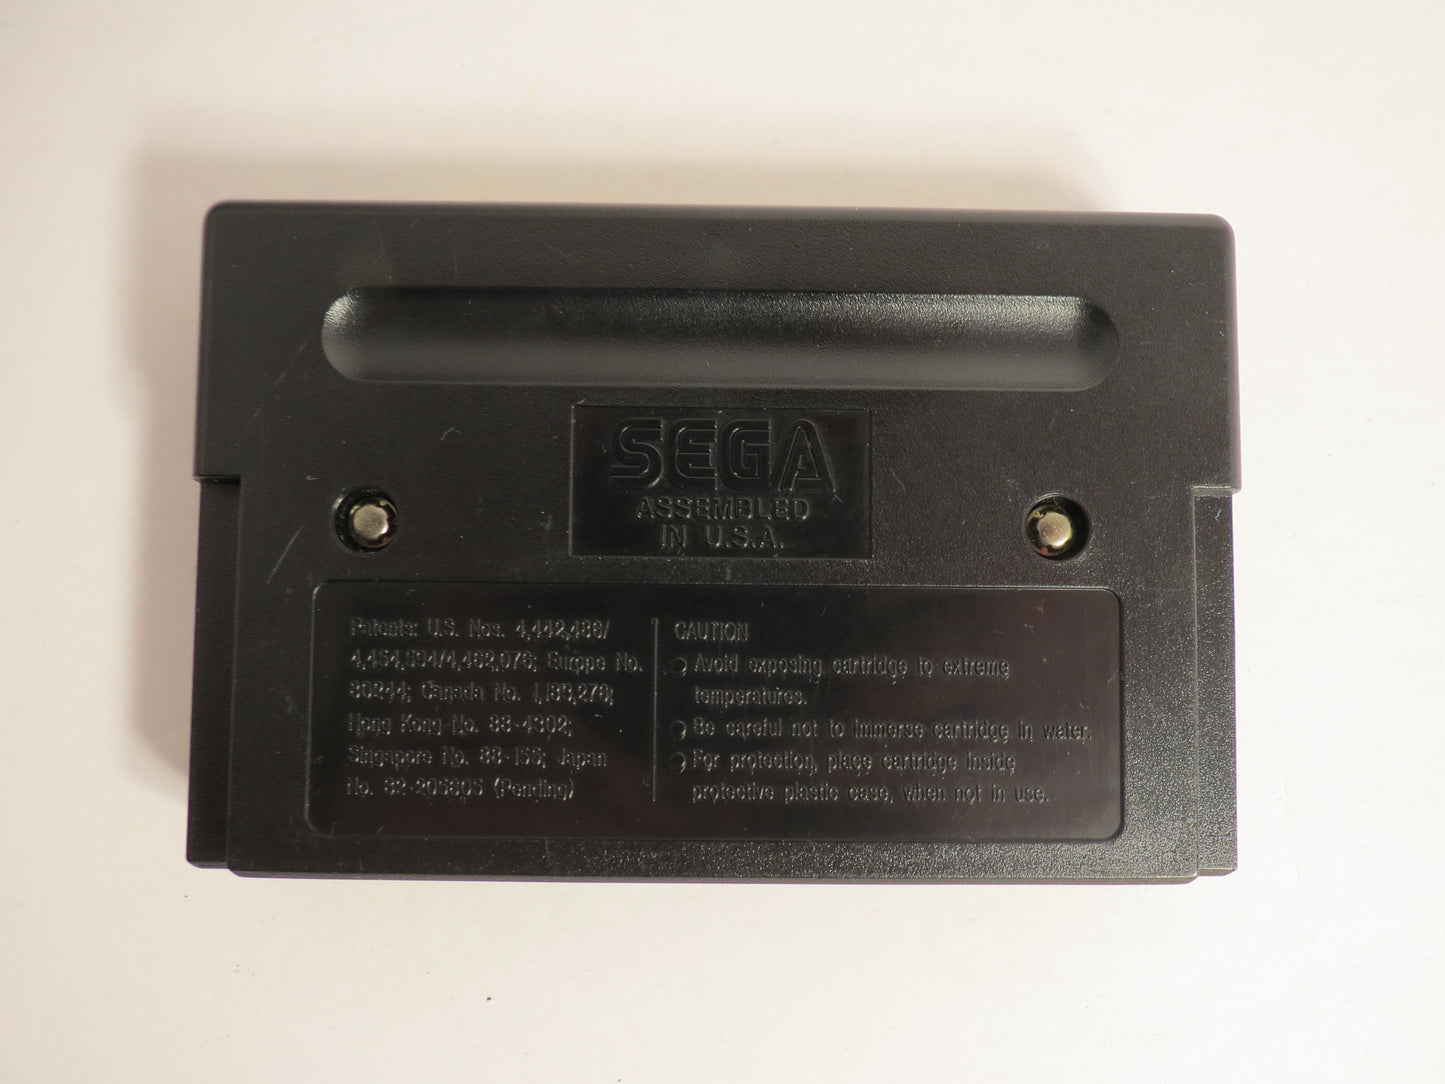 SEGA
ASSEMBLED
IN U.S.A.
Patents: U.S. Nos. 4,442,486/
4,454,594/4,462,076; Europe No.
80244; Canada No. 1,183,276;
Hong Kong No. 88-4302;
Singapore No. 88-155; Japan
No. 82-205605 (Pending)
CAUTION
Avoid exposing cartridge to extreme
temperatures.
Be careful not to immerse cartridge in water.
For protection, place cartridge inside
protective plastic case, when not in use.